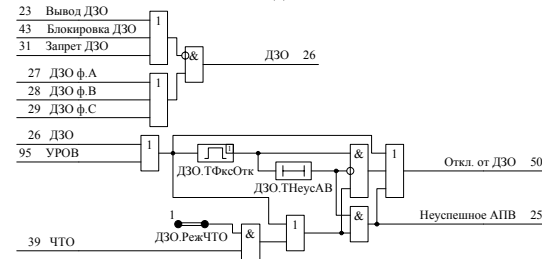 23 Вывод ДЗО
43 Блокировка ДЗО
31 Запрет ДЗО
1
&
ДЗО 26
27 ДЗО ф.А
28 ДЗО ф.В
29 ДЗО ф.С
1
26 ДЗО
95 УРОВ
1
ДЗО.ТФксОтк
ДЗО.ТНеусАВ
&
1
Откл. от ДЗО 50
1
ДЗО.РежЧТО
&
1
&
Неуспешное АПВ 25
39 ЧТО